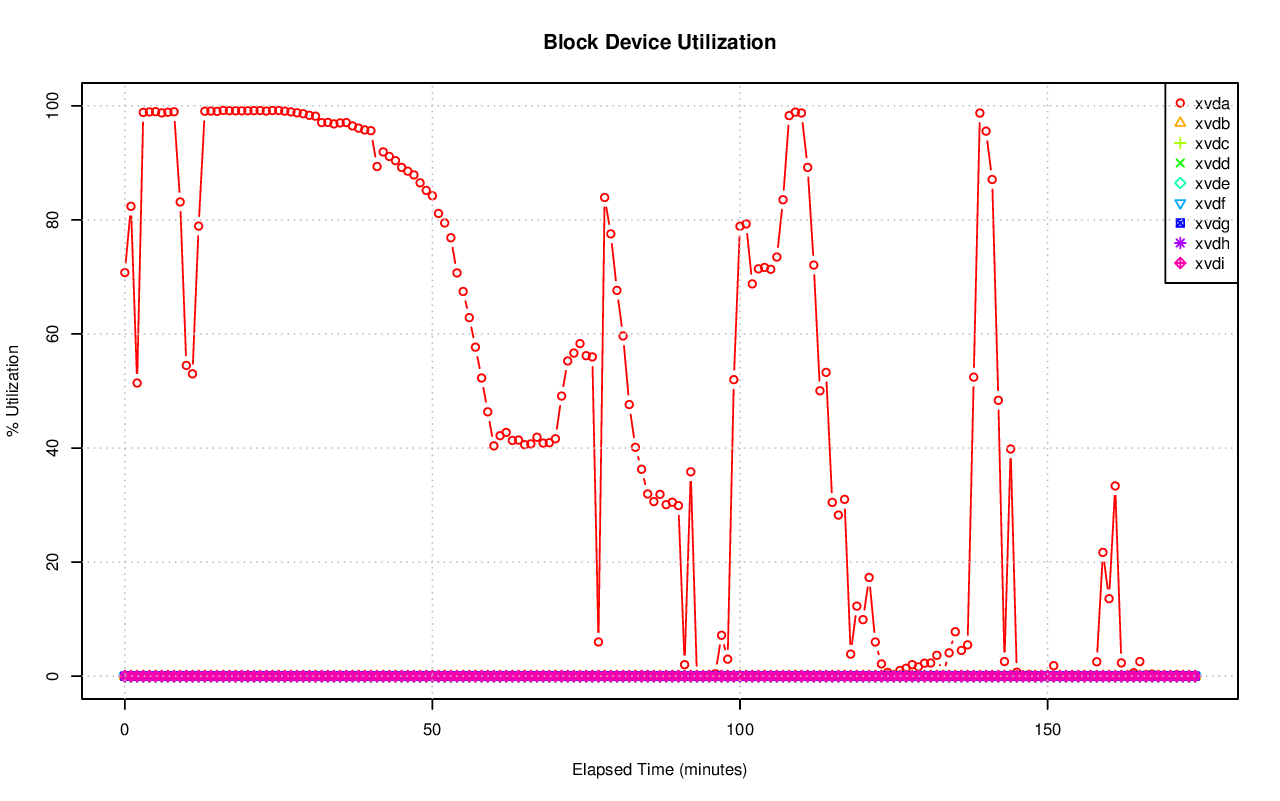 Block Device Utilization
100
80
60
40
20
0
% Utilization
xvda
xvdb
xvdc
xvdd
xvde
xvdf
xvdg
xvdh
xvdi
0
50
100
150
Elapsed Time (minutes)